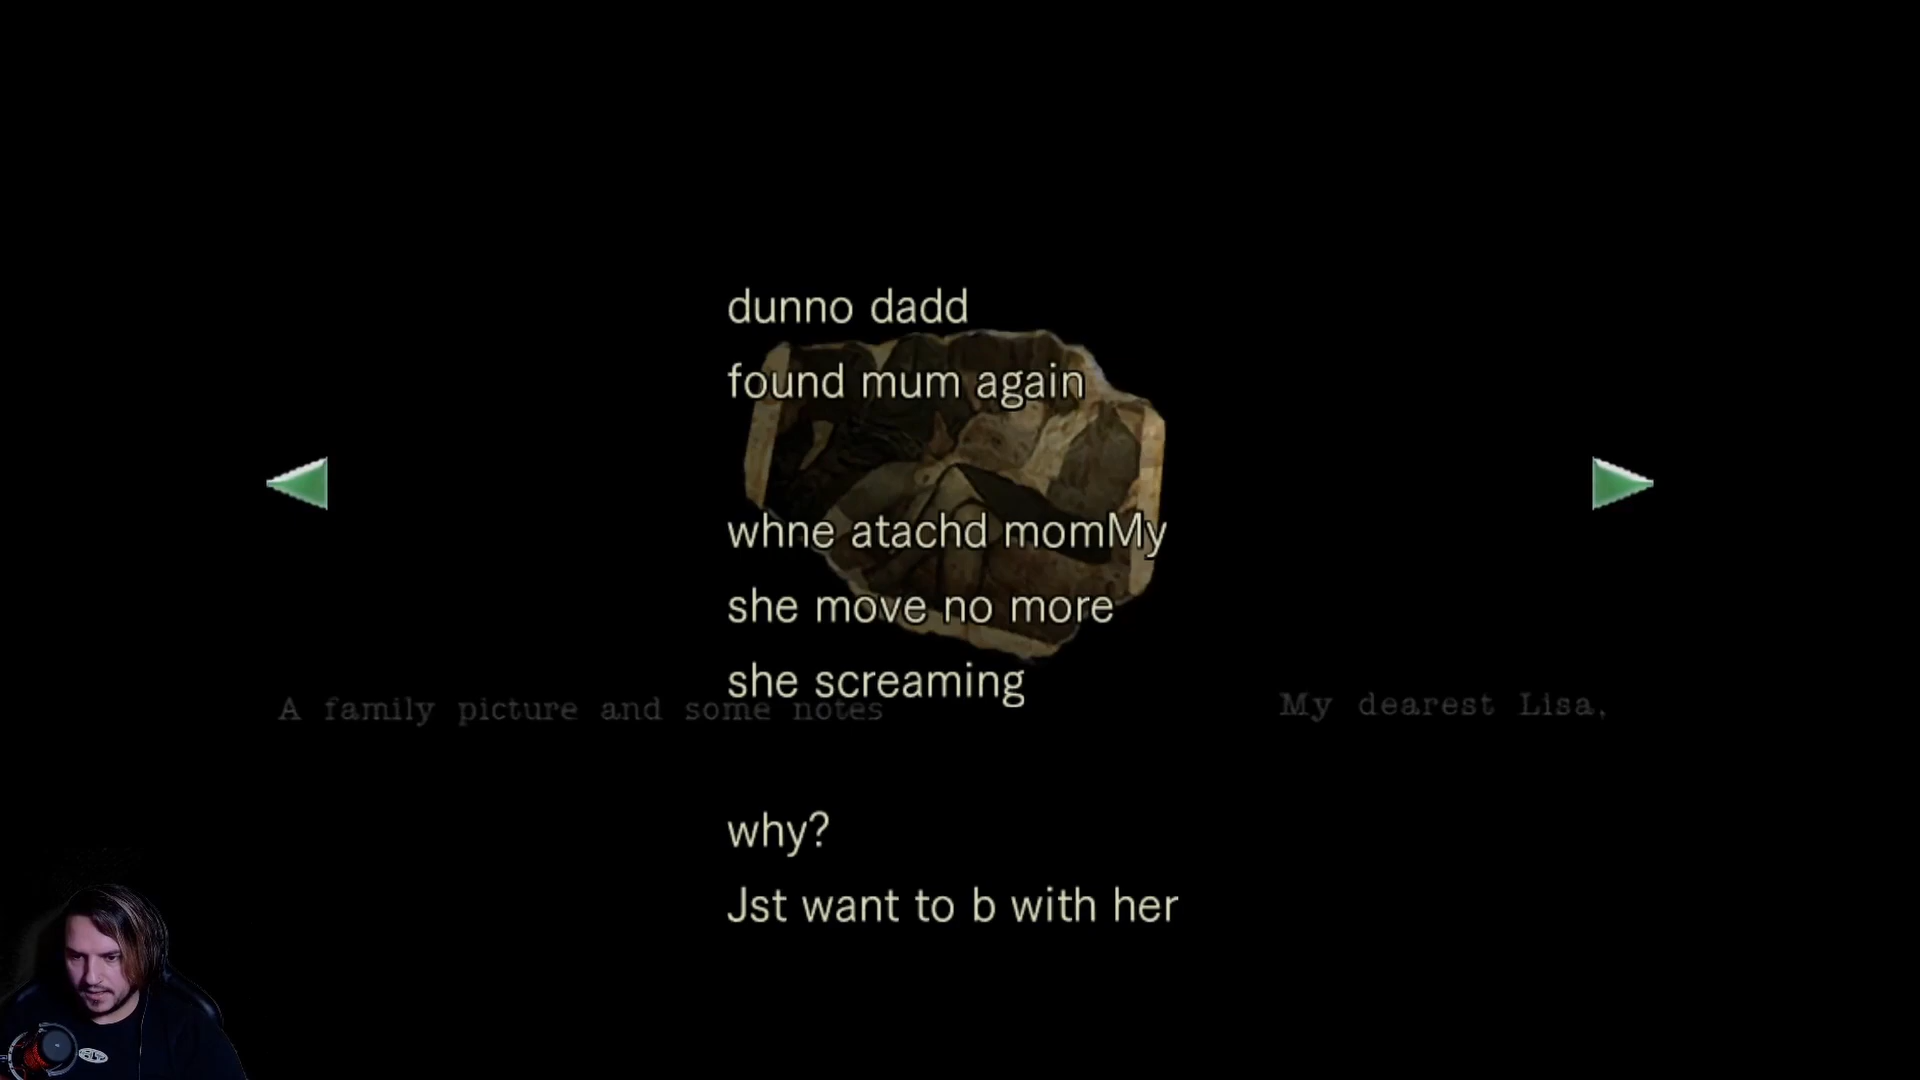 dunno dadd
found mum again
whne atachd momMy
she move no more
she screaming
A family picture and some notes
My dearest Lisa,
why?
Jst want to b with her